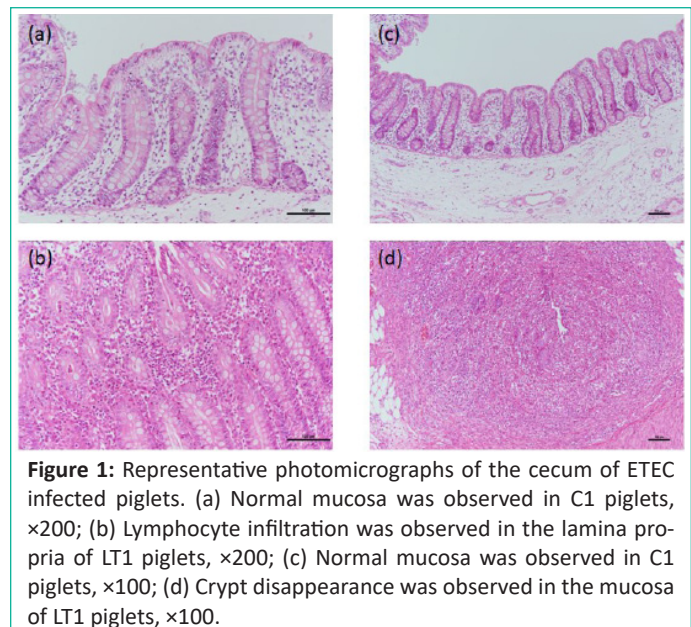 (a)
(c)
(b)
(d)
Figure 1: Representative photomicrographs of the cecum of ETEC
infected piglets. (a) Normal mucosa was observed in C1 piglets,
×200; (b) Lymphocyte infiltration was observed in the lamina pro-
pria of LT1 piglets, ×200; (c) Normal mucosa was observed in C1
piglets, ×100; (d) Crypt disappearance was observed in the mucosa
of LT1 piglets, ×100.